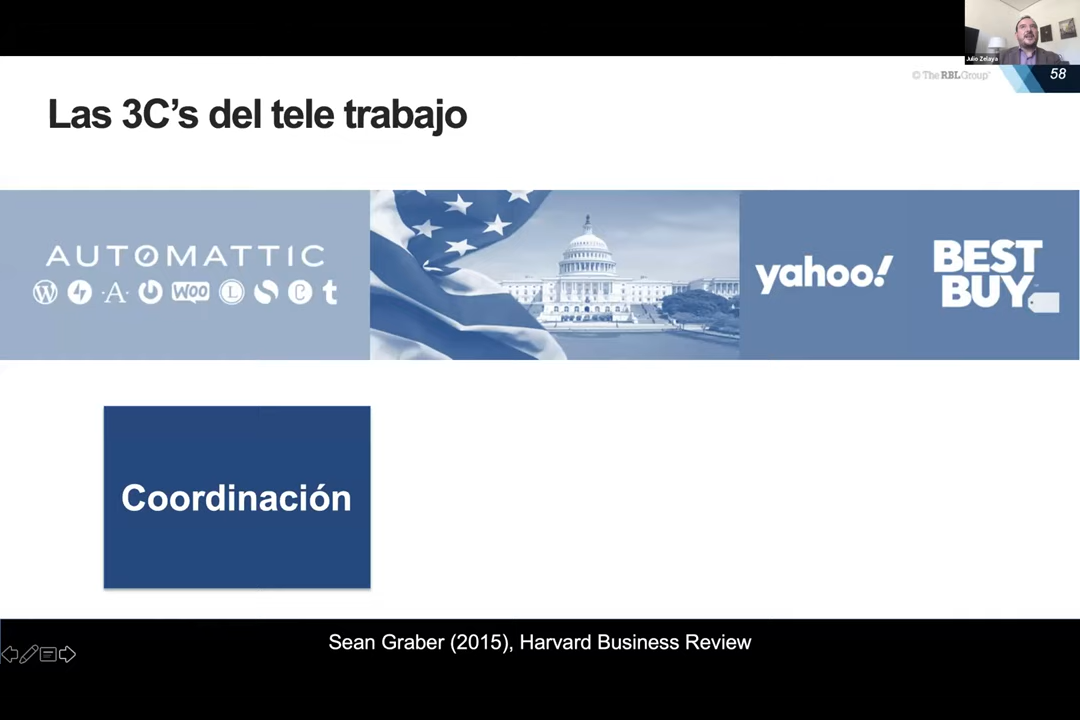 Julio Zelaya
© The RBL Group
58
Las 3C’s del tele trabajo
AUTOMATTIC
W A WOO L C t
yahoo!
BEST
BUY
Coordinación
Sean Graber (2015), Harvard Business Review